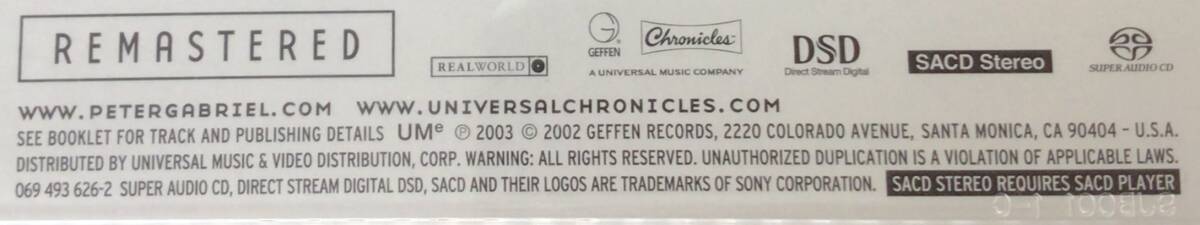 REMASTERED
REALWORLD
G
GEFFEN
Chronicles
A UNIVERSAL MUSIC COMPANY
DSD
Direct Stream Digital
SACD Stereo
SUPER AUDIO CD
WWW.PETERGABRIEL.COM WWW.UNIVERSALCHRONICLES.COM
SEE BOOKLET FOR TRACK AND PUBLISHING DETAILS UMe ℗ 2003 © 2002 GEFFEN RECORDS, 2220 COLORADO AVENUE, SANTA MONICA, CA 90404 – U.S.A.
DISTRIBUTED BY UNIVERSAL MUSIC & VIDEO DISTRIBUTION, CORP. WARNING: ALL RIGHTS RESERVED. UNAUTHORIZED DUPLICATION IS A VIOLATION OF APPLICABLE LAWS.
069 493 626-2 SUPER AUDIO CD, DIRECT STREAM DIGITAL DSD, SACD AND THEIR LOGOS ARE TRADEMARKS OF SONY CORPORATION. SACD STEREO REQUIRES SACD PLAYER